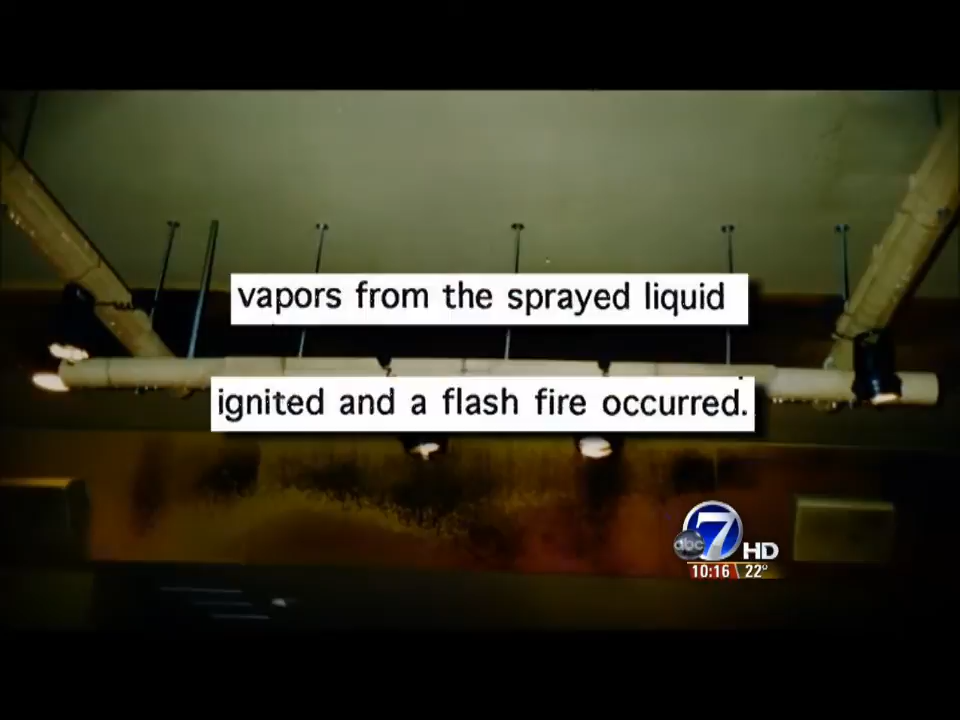 vapors from the sprayed liquid
ignited and a flash fire occurred.
abc 7 HD
10:16 22°